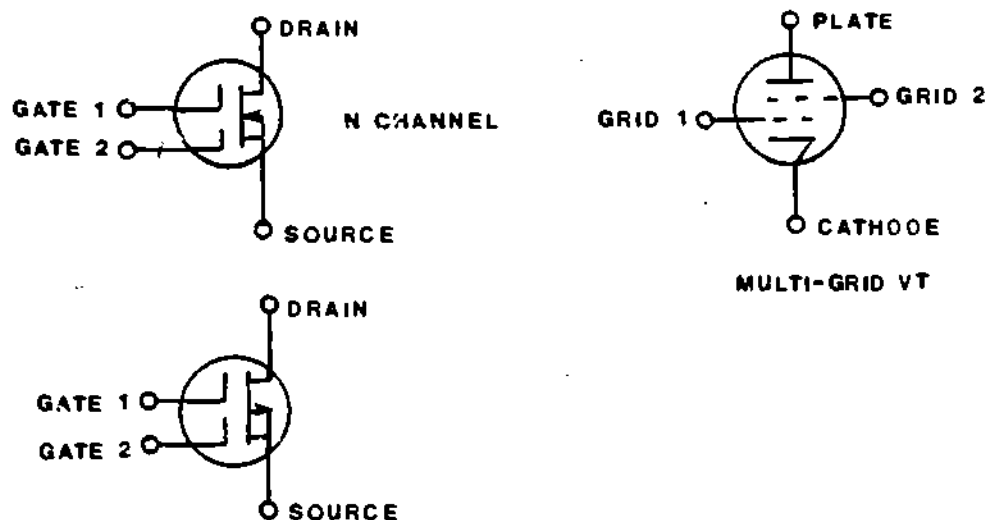 DRAIN
GATE 1
GATE 2
N CHANNEL
SOURCE
PLATE
GRID 1
GRID 2
CATHODE
MULTI-GRID VT
DRAIN
GATE 1
GATE 2
SOURCE